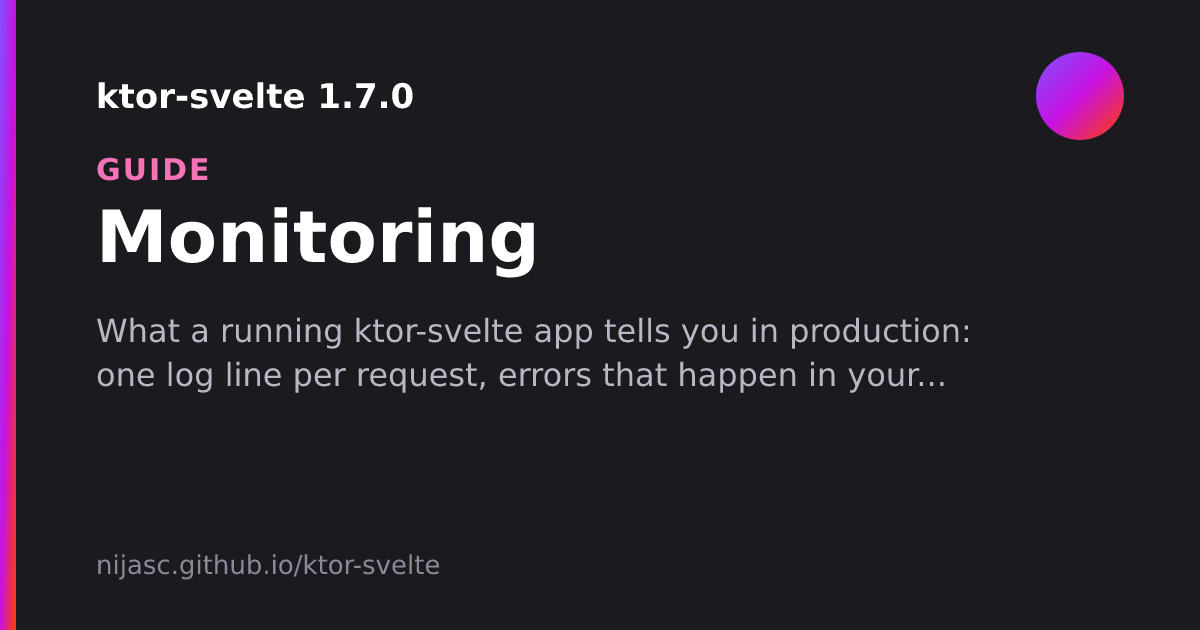 ktor-svelte 1.7.0
GUIDE
Monitoring
What a running ktor-svelte app tells you in production:
one log line per request, errors that happen in your...
nijasc.github.io/ktor-svelte